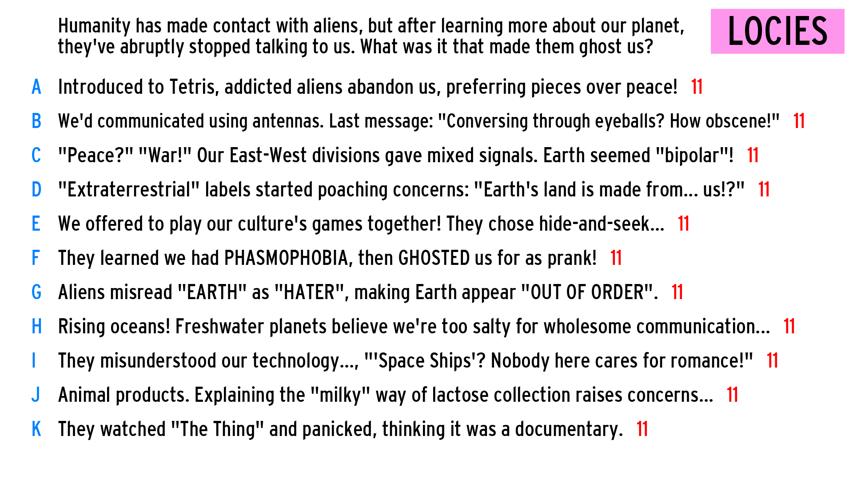 Humanity has made contact with aliens, but after learning more about our planet,
they've abruptly stopped talking to us. What was it that made them ghost us?
LOCIES
A Introduced to Tetris, addicted aliens abandon us, preferring pieces over peace! 11
B We'd communicated using antennas. Last message: "Conversing through eyeballs? How obscene!" 11
C "Peace?" "War!" Our East-West divisions gave mixed signals. Earth seemed "bipolar"! 11
D "Extraterrestrial" labels started poaching concerns: "Earth's land is made from... us!?" 11
E We offered to play our culture's games together! They chose hide-and-seek... 11
F They learned we had PHASMOPHOBIA, then GHOSTED us for as prank! 11
G Aliens misread "EARTH" as "HATER", making Earth appear "OUT OF ORDER". 11
H Rising oceans! Freshwater planets believe we're too salty for wholesome communication... 11
I They misunderstood our technology..., "'Space Ships'? Nobody here cares for romance!" 11
J Animal products. Explaining the "milky" way of lactose collection raises concerns... 11
K They watched "The Thing" and panicked, thinking it was a documentary. 11